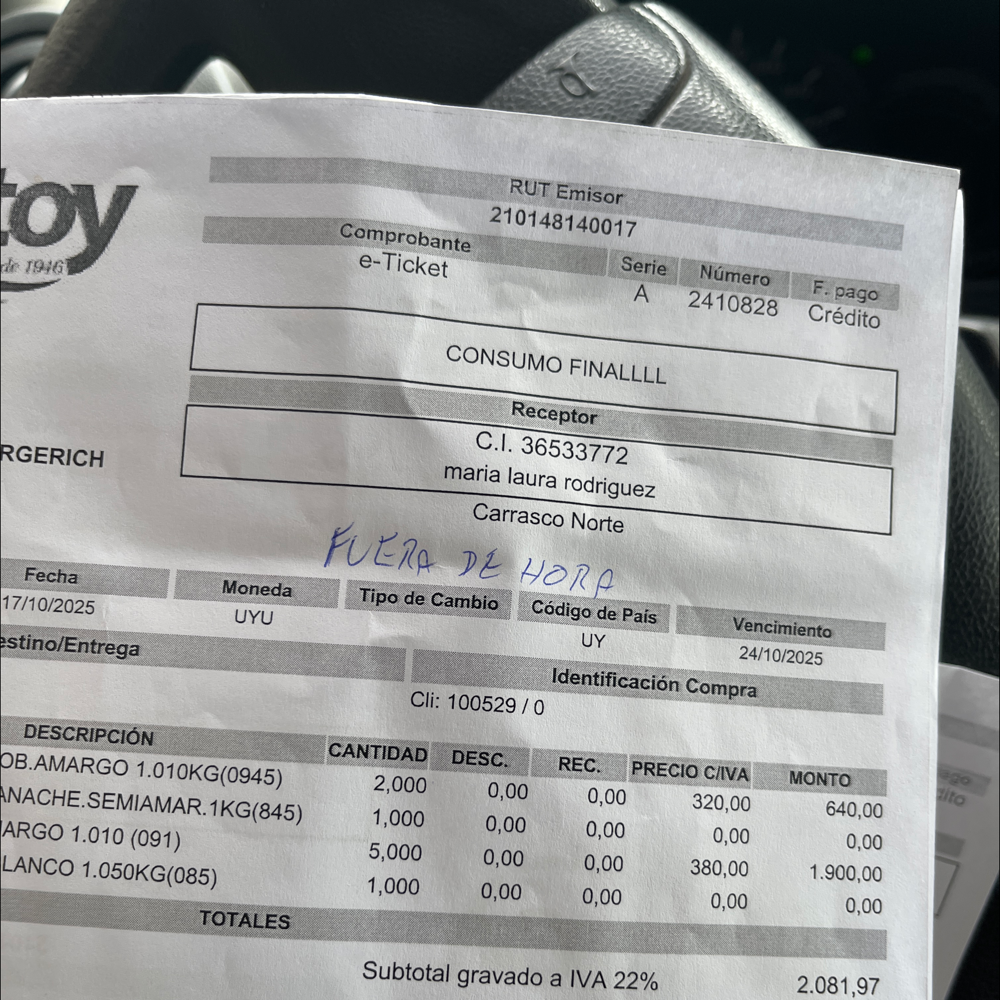 toy
de 1946
RUT Emisor
210148140017
Comprobante Serie Número F. pago
e-Ticket A 2410828 Crédito
CONSUMO FINALLLL
Receptor
C.I. 36533772
RGERICH
maria laura rodriguez
Carrasco Norte
FUERA DE HORA
Fecha Moneda Tipo de Cambio Código de País Vencimiento
17/10/2025 UYU UY 24/10/2025
estino/Entrega Identificación Compra
Cli: 100529 / 0
DESCRIPCIÓN CANTIDAD DESC. REC. PRECIO C/IVA MONTO
OB.AMARGO 1.010KG(0945) 2,000 0,00 0,00 320,00 640,00
ANACHE.SEMIAMAR.1KG(845) 1,000 0,00 0,00 0,00 0,00
ARGO 1.010 (091) 5,000 0,00 0,00 380,00 1.900,00
LANCO 1.050KG(085) 1,000 0,00 0,00 0,00 0,00
TOTALES
Subtotal gravado a IVA 22% 2.081,97